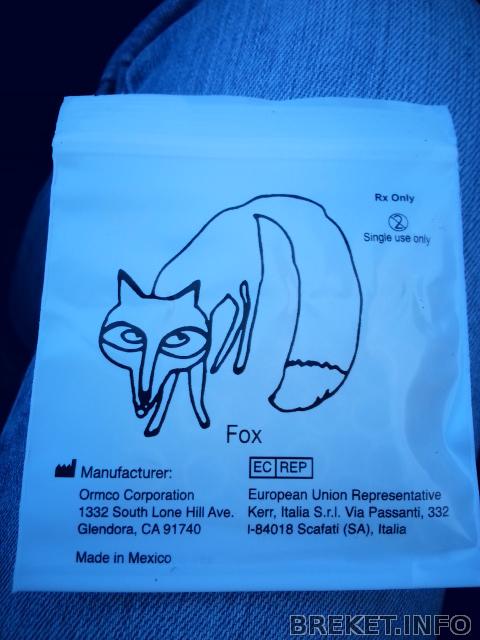 Rx Only
2
Single use only
Fox
Manufacturer:
Ormco Corporation
1332 South Lone Hill Ave.
Glendora, CA 91740
Made in Mexico
EC REP
European Union Representative
Kerr, Italia S.r.l. Via Passanti, 332
I-84018 Scafati (SA), Italia
BREKET.INFO